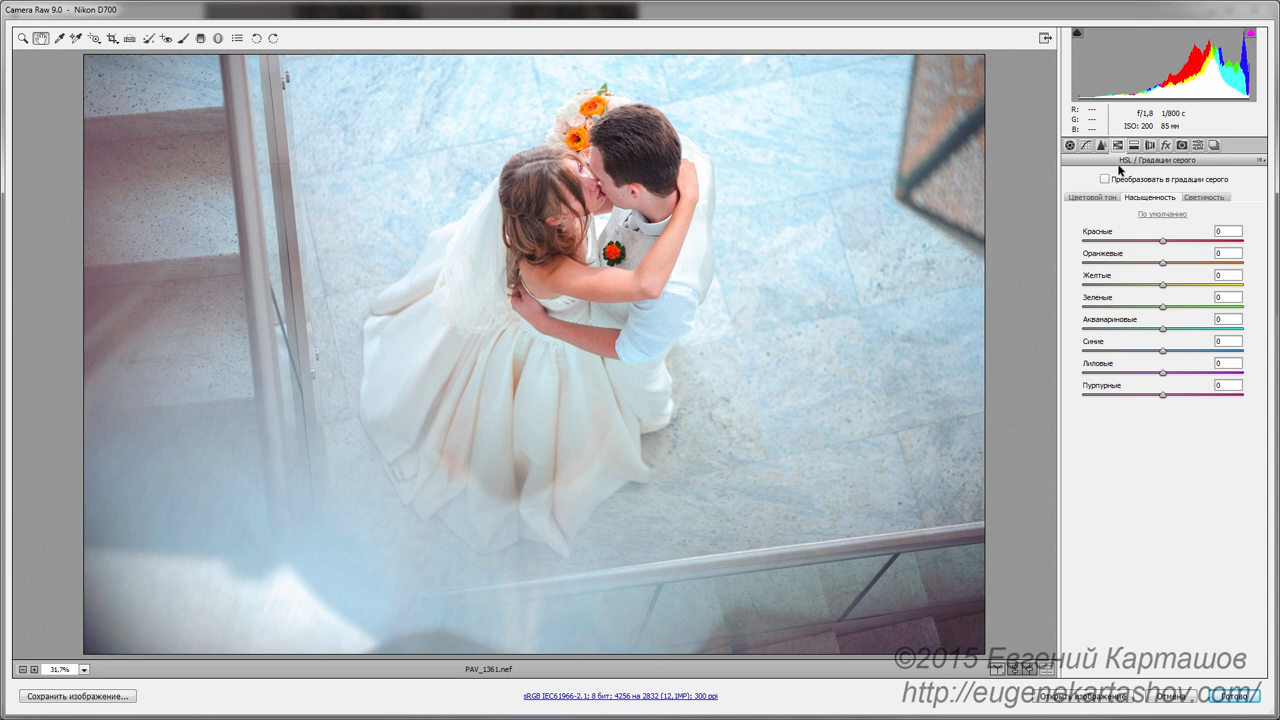 Camera Raw 9.0 - Nikon D700
R: ---
G: ---
B: ---
f/1,8 1/800 с
ISO: 200 85 мм
HSL / Градации серого
Преобразовать в градации серого
Цветовой тон Насыщенность Светимость
По умолчанию
Красные 0
Оранжевые 0
Желтые 0
Зеленые 0
Аквамариновые 0
Синие 0
Лиловые 0
Пурпурные 0
31,7% PAV_1361.nef
©2015 Евгений Карташов
Сохранить изображение... sRGB IEC61966-2.1; 8 бит; 4256 на 2832 (12,1MP); 300 ppi Открыть изображение Отмена Готово
http://eugenekartashov.com/